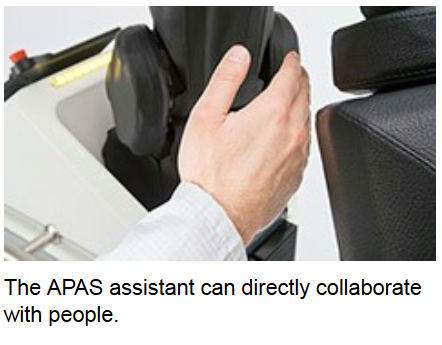 The APAS assistant can directly collaborate
with people.